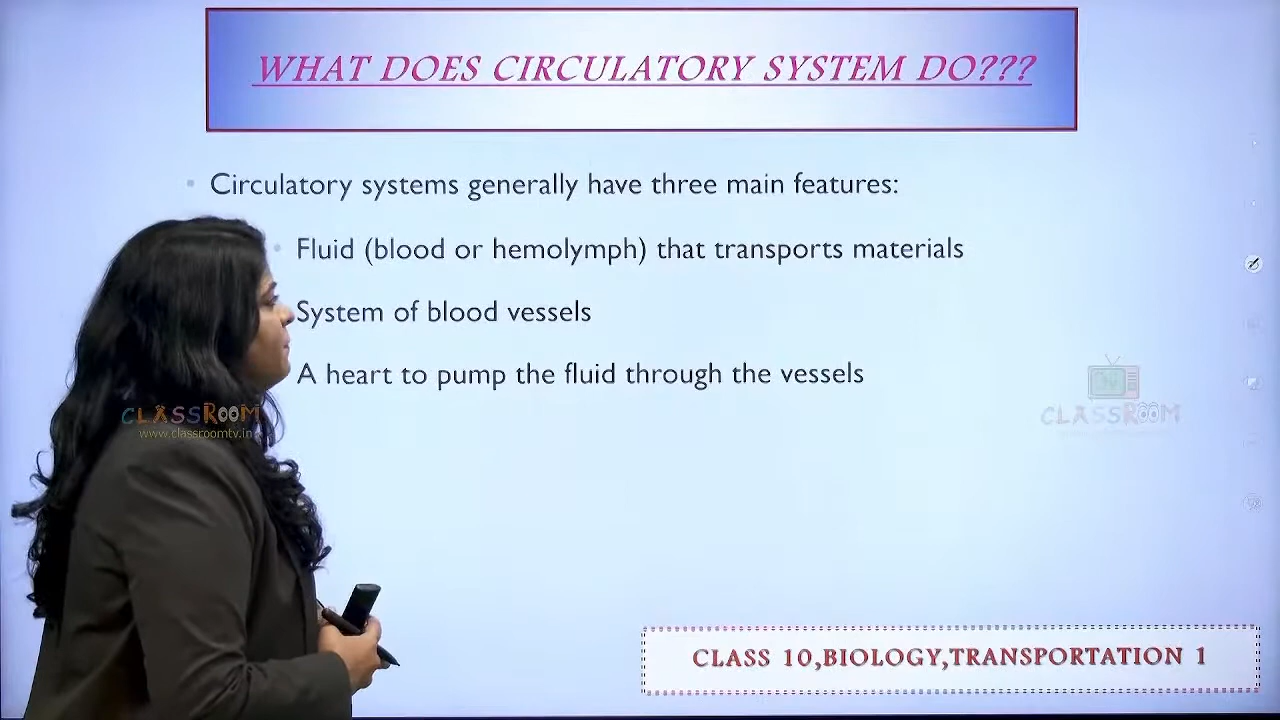 WHAT DOES CIRCULATORY SYSTEM DO???
Circulatory systems generally have three main features:
Fluid (blood or hemolymph) that transports materials
System of blood vessels
A heart to pump the fluid through the vessels
CLASSROOM
www.classroomtv.in
CLASSROOM
CLASS 10,BIOLOGY,TRANSPORTATION 1